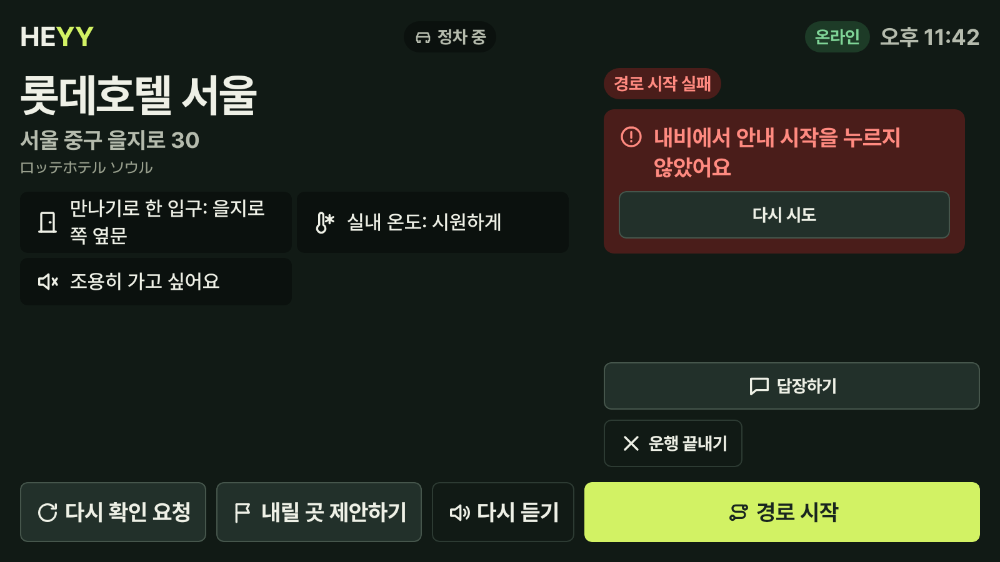 HEYY
정차 중
온라인
오후 11:42
롯데호텔 서울
서울 중구 을지로 30
ロッテホテル ソウル
만나기로 한 입구: 을지로
쪽 옆문
실내 온도: 시원하게
조용히 가고 싶어요
경로 시작 실패
내비에서 안내 시작을 누르지
않았어요
다시 시도
답장하기
운행 끝내기
다시 확인 요청
내릴 곳 제안하기
다시 듣기
경로 시작